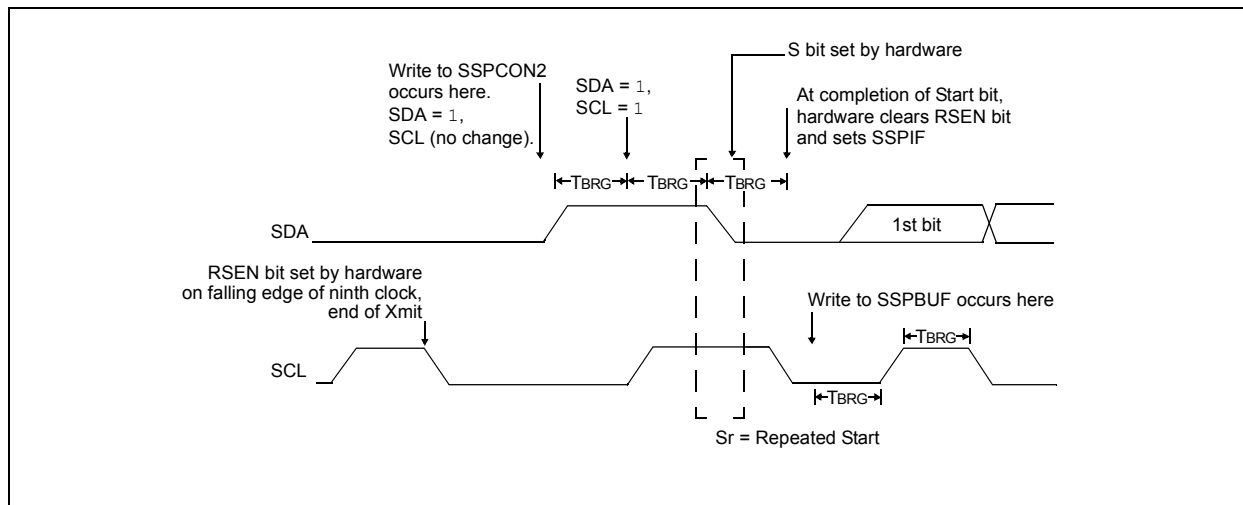 S bit set by hardware
Write to SSPCON2
occurs here.
SDA = 1,
SCL (no change).
SDA = 1,
SCL = 1
At completion of Start bit,
hardware clears RSEN bit
and sets SSPIF
TBRG
TBRG
TBRG
SDA
1st bit
RSEN bit set by hardware
on falling edge of ninth clock,
end of Xmit
Write to SSPBUF occurs here
TBRG
SCL
TBRG
Sr = Repeated Start